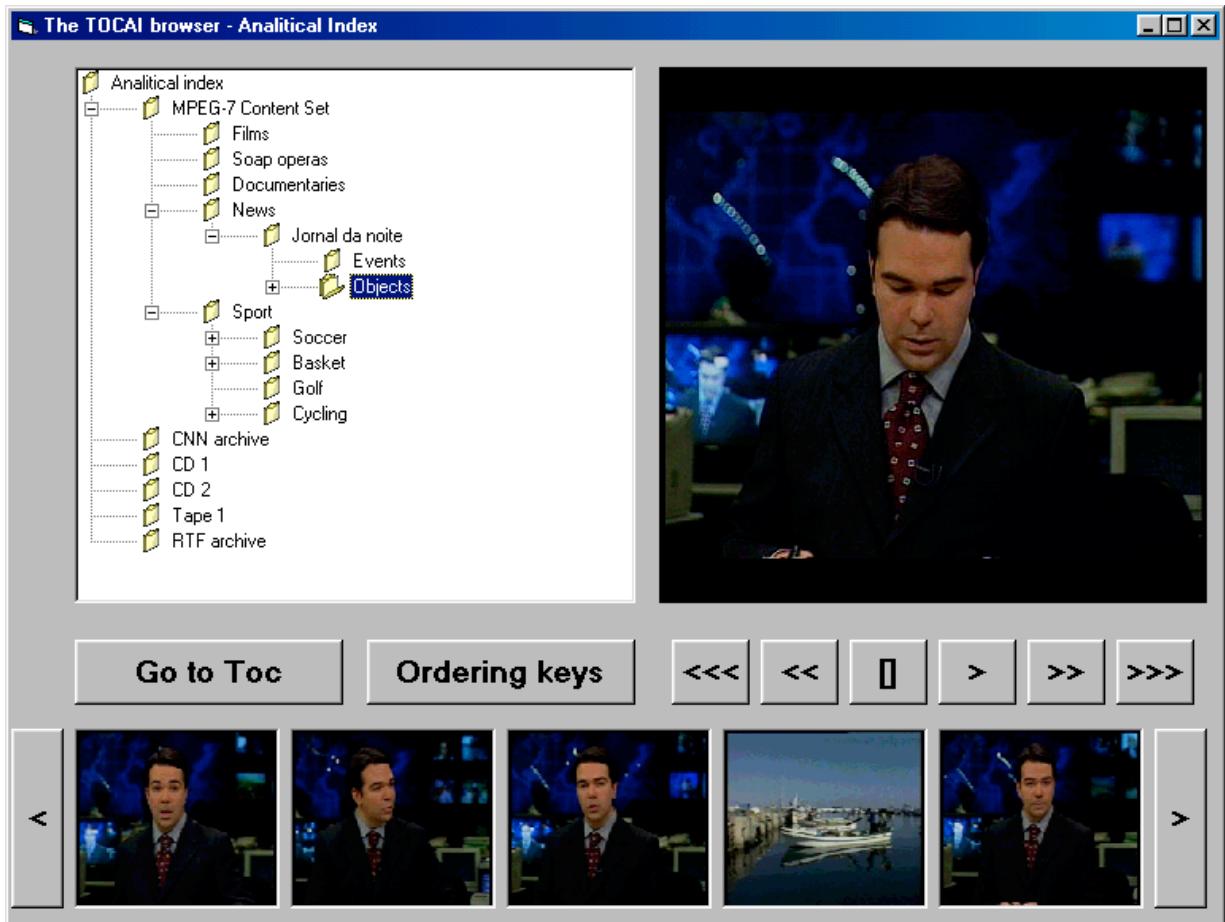 The TOCAI browser - Analitical Index
Analitical index
MPEG-7 Content Set
Films
Soap operas
Documentaries
News
Jornal da noite
Events
Objects
Sport
Soccer
Basket
Golf
Cycling
CNN archive
CD 1
CD 2
Tape 1
RTF archive
Go to Toc
Ordering keys
<<<
<<
[]
>
>>
>>>
<
>